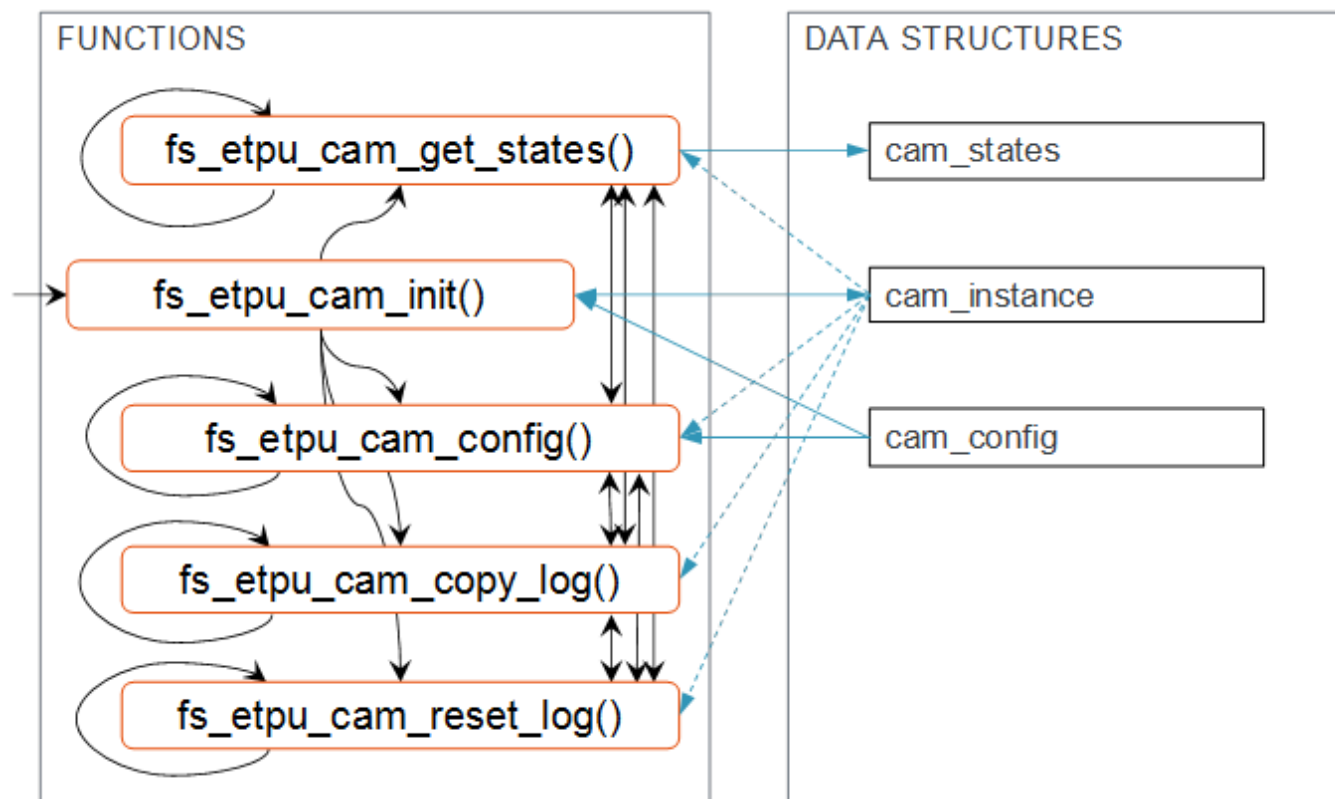 FUNCTIONS
fs_etpu_cam_get_states()
fs_etpu_cam_init()
fs_etpu_cam_config()
fs_etpu_cam_copy_log()
fs_etpu_cam_reset_log()
DATA STRUCTURES
cam_states
cam_instance
cam_config